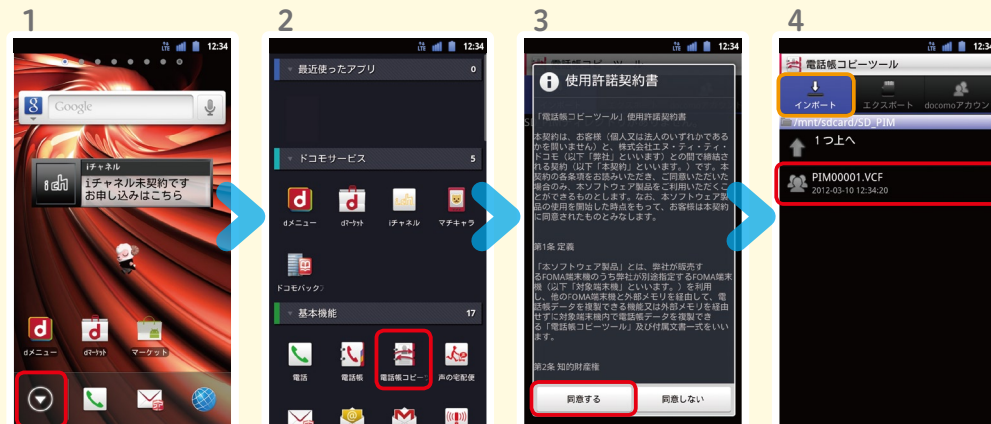 1
LTE 12:34
8 Google
ich
iチャネル
iチャネル未契約です
お申し込みはこちら
d
d
dメニュー
dマーケット
マーケット
2
LTE 12:34
最近使ったアプリ 0
ドコモサービス 5
d
d
dメニュー
dマーケット
iチャネル
マチキャラ
ドコモバック
基本機能 17
電話
電話帳
電話帳コピー
声の宅配便
3
LTE 12:34
電話帳コピーツール
使用許諾契約書
「電話帳コピーツール」使用許諾契約書
本契約は、お客様（個人又は法人のいずれかである
かを問いません）と、株式会社エヌ・ティ・ティ・
ドコモ（以下「弊社」といいます）との間で締結さ
れる契約（以下「本契約」といいます。）です。本
契約の各条項をお読みいただき、ご同意いただいた
場合のみ、本ソフトウェア製品をご利用いただくこ
とができるものとします。なお、本ソフトウェア製
品の使用を開始した時点をもって、お客様は本契約
に同意されたものとみなします。
第1条 定義
「本ソフトウェア製品」とは、弊社が販売す
るFOMA端末機のうち弊社が別途指定するFOMA端末
機（以下「対象端末機」といいます。）を利用
し、他のFOMA端末機と外部メモリを経由して、電
話帳データを複製できる機能又は外部メモリを経由
せずに対象端末機内で電話帳データを複製でき
る「電話帳コピーツール」及び付属文書一式をいい
ます。
第2条 知的財産権
同意する
同意しない
4
LTE 12:34
電話帳コピーツール
インポート
エクスポート
docomoアカウン
/mnt/sdcard/SD_PIM
1つ上へ
PIM00001.VCF
2012-03-10 12:34:20